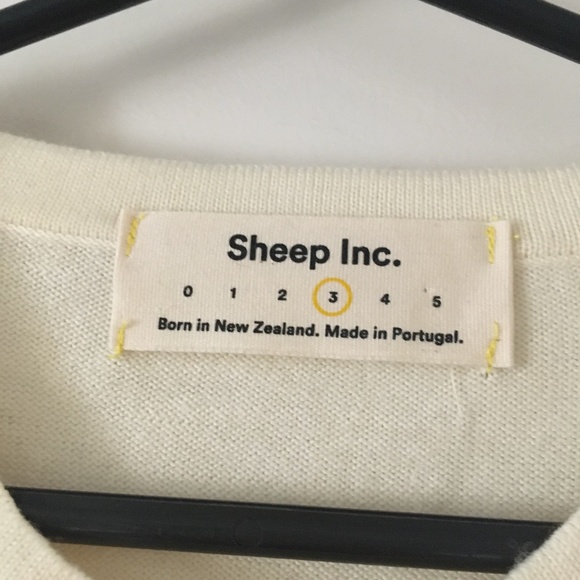 Sheep Inc.
0 1 2 3 4 5
Born in New Zealand. Made in Portugal.